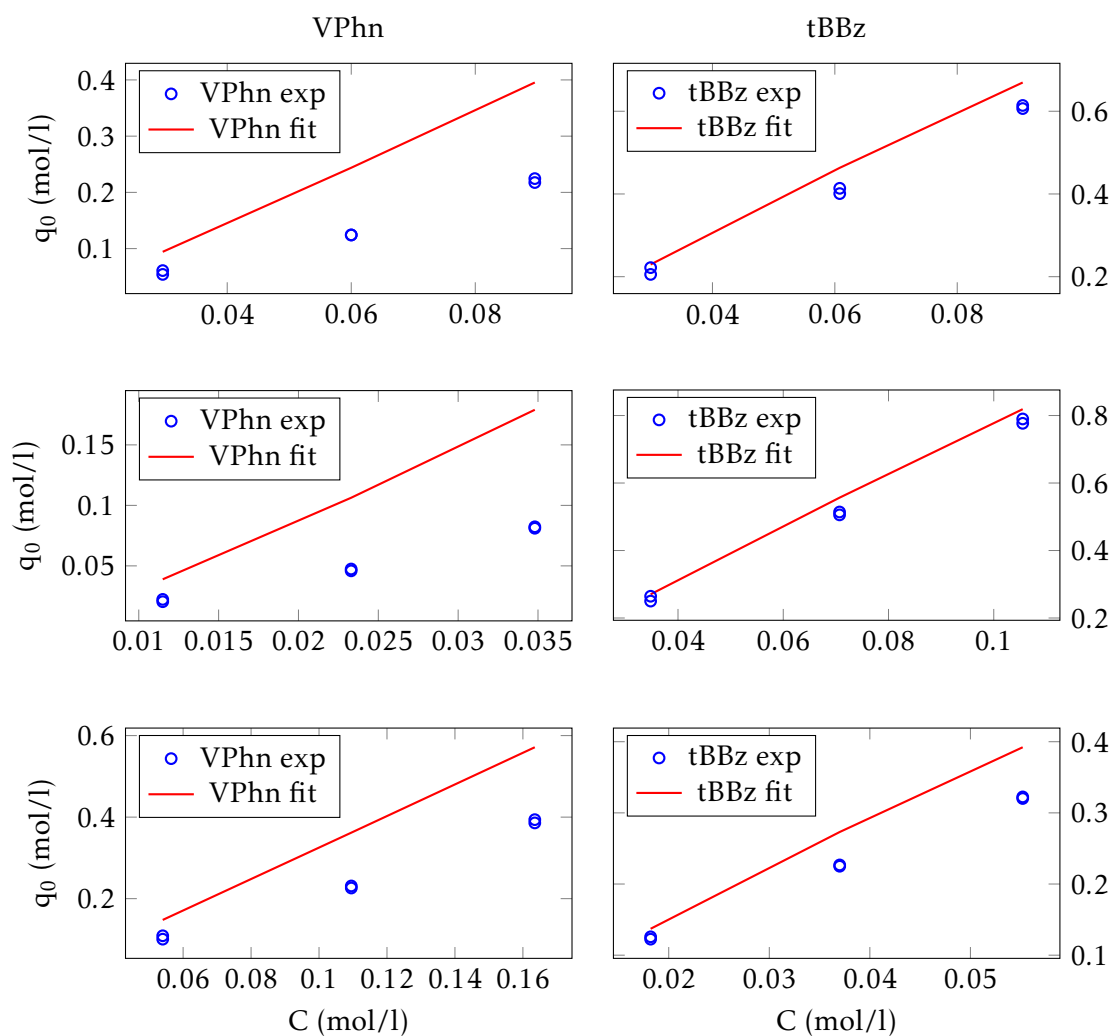 VPhn
tBBz
VPhn exp
VPhn fit
q0 (mol/l)
0.4
0.3
0.2
0.1
0.04 0.06 0.08
tBBz exp
tBBz fit
0.6
0.4
0.2
0.04 0.06 0.08
VPhn exp
VPhn fit
q0 (mol/l)
0.15
0.1
0.05
0.01 0.015 0.02 0.025 0.03 0.035
tBBz exp
tBBz fit
0.8
0.6
0.4
0.2
0.04 0.06 0.08 0.1
VPhn exp
VPhn fit
q0 (mol/l)
0.6
0.4
0.2
0.06 0.08 0.1 0.12 0.14 0.16
C (mol/l)
tBBz exp
tBBz fit
0.4
0.3
0.2
0.1
0.02 0.03 0.04 0.05
C (mol/l)